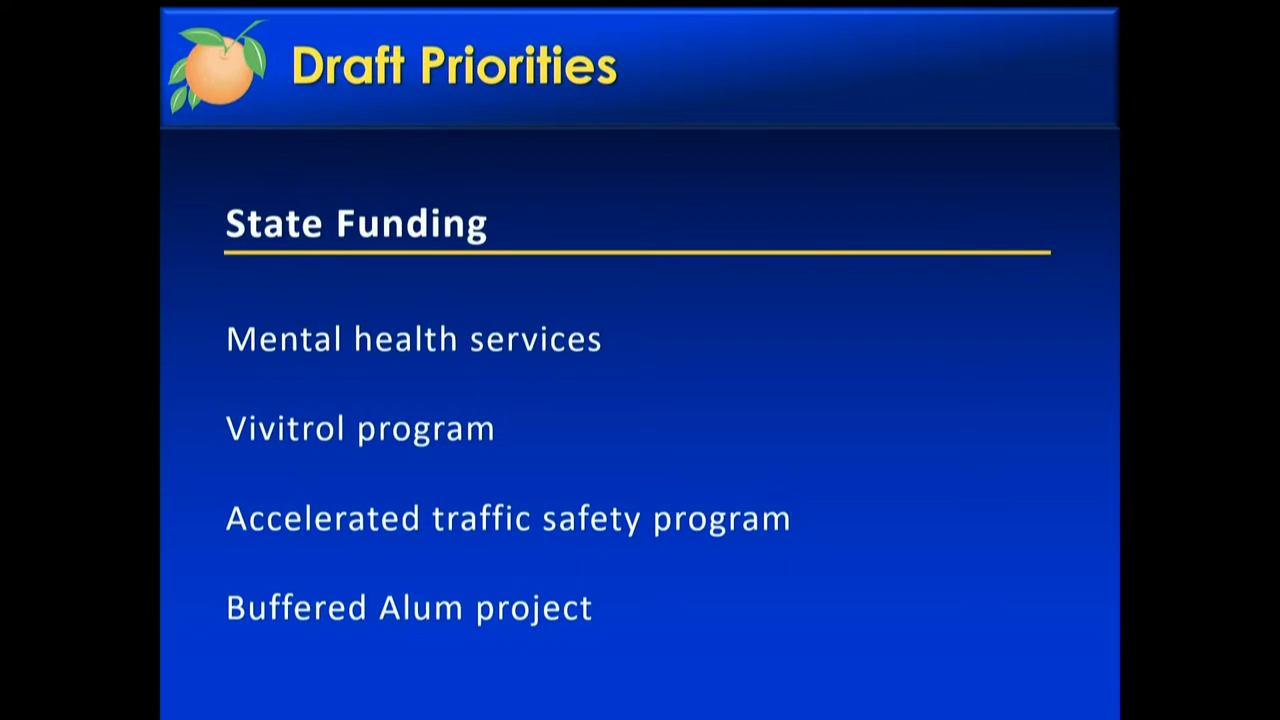 Draft Priorities
State Funding
Mental health services
Vivitrol program
Accelerated traffic safety program
Buffered Alum project